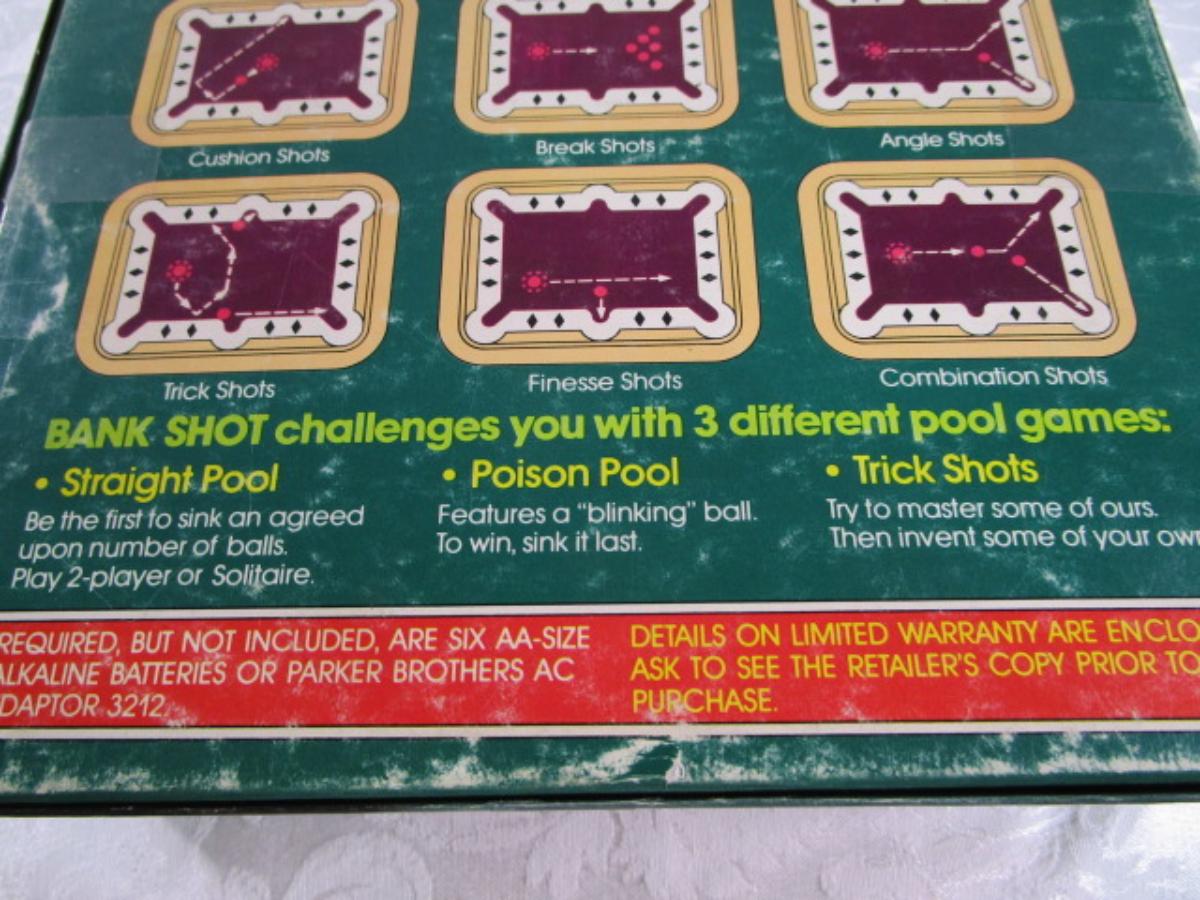 Cushion Shots
Break Shots
Angle Shots
Trick Shots
Finesse Shots
Combination Shots
BANK SHOT challenges you with 3 different pool games:
• Straight Pool
Be the first to sink an agreed
upon number of balls.
Play 2-player or Solitaire.
• Poison Pool
Features a “blinking” ball.
To win, sink it last.
• Trick Shots
Try to master some of ours.
Then invent some of your own
REQUIRED, BUT NOT INCLUDED, ARE SIX AA-SIZE
ALKALINE BATTERIES OR PARKER BROTHERS AC
DAPTOR 3212.
DETAILS ON LIMITED WARRANTY ARE ENCLO
ASK TO SEE THE RETAILER'S COPY PRIOR TO
PURCHASE.